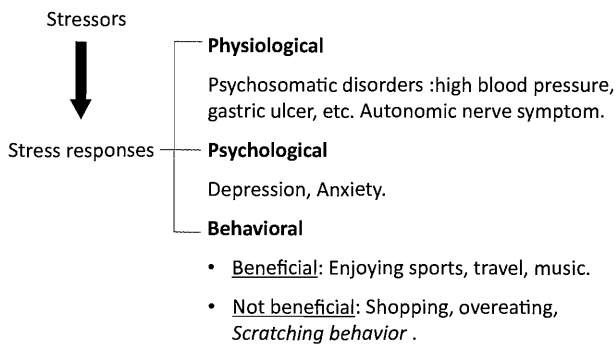 Stressors
Physiological
Psychosomatic disorders :high blood pressure,
gastric ulcer, etc. Autonomic nerve symptom.
Stress responses
Psychological
Depression, Anxiety.
Behavioral
• Beneficial: Enjoying sports, travel, music.
• Not beneficial: Shopping, overeating,
Scratching behavior .